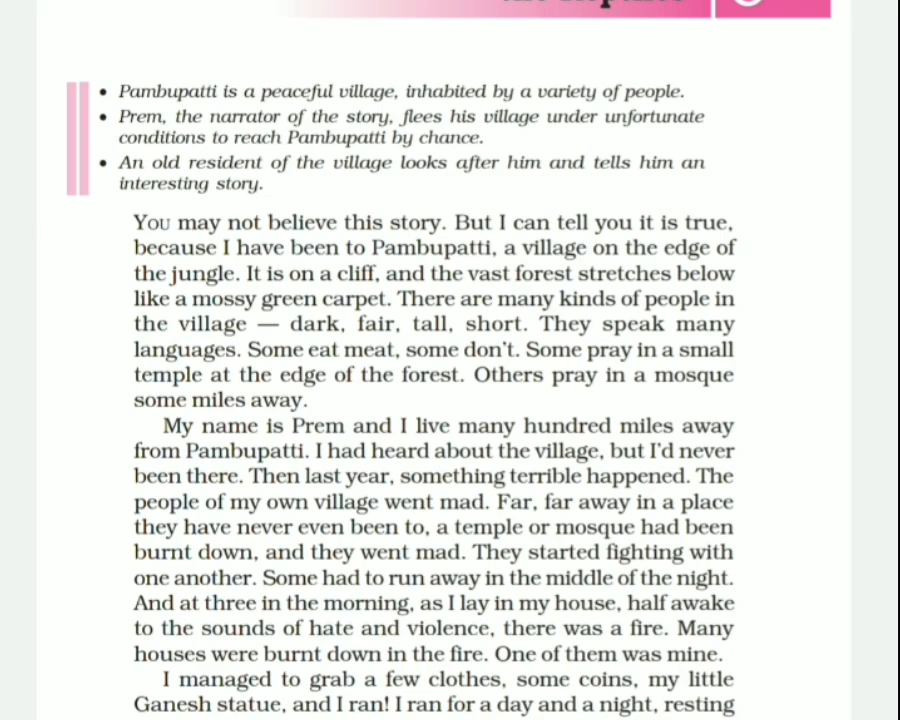 • Pambupatti is a peaceful village, inhabited by a variety of people.
• Prem, the narrator of the story, flees his village under unfortunate
conditions to reach Pambupatti by chance.
• An old resident of the village looks after him and tells him an
interesting story.
YOU may not believe this story. But I can tell you it is true,
because I have been to Pambupatti, a village on the edge of
the jungle. It is on a cliff, and the vast forest stretches below
like a mossy green carpet. There are many kinds of people in
the village — dark, fair, tall, short. They speak many
languages. Some eat meat, some don't. Some pray in a small
temple at the edge of the forest. Others pray in a mosque
some miles away.
My name is Prem and I live many hundred miles away
from Pambupatti. I had heard about the village, but I'd never
been there. Then last year, something terrible happened. The
people of my own village went mad. Far, far away in a place
they have never even been to, a temple or mosque had been
burnt down, and they went mad. They started fighting with
one another. Some had to run away in the middle of the night.
And at three in the morning, as I lay in my house, half awake
to the sounds of hate and violence, there was a fire. Many
houses were burnt down in the fire. One of them was mine.
I managed to grab a few clothes, some coins, my little
Ganesh statue, and I ran! I ran for a day and a night, resting